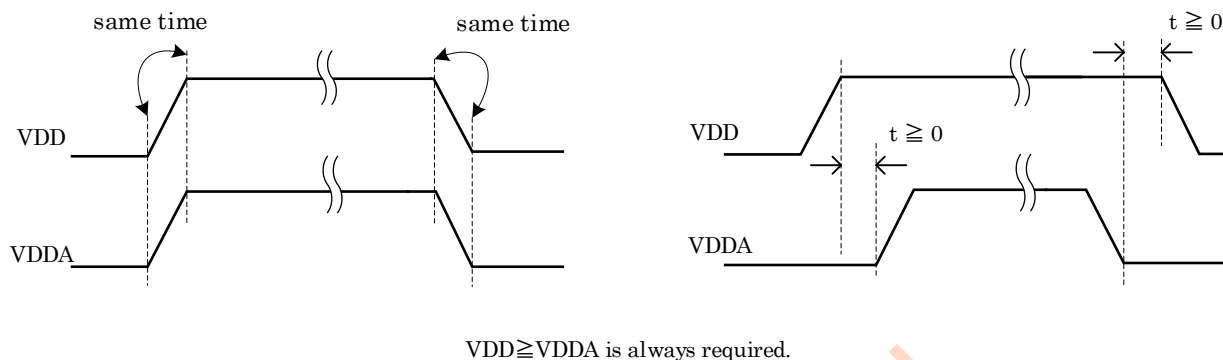 same time
same time
VDD
VDDA
t ≧ 0
VDD
t ≧ 0
VDDA
VDD≧VDDA is always required.